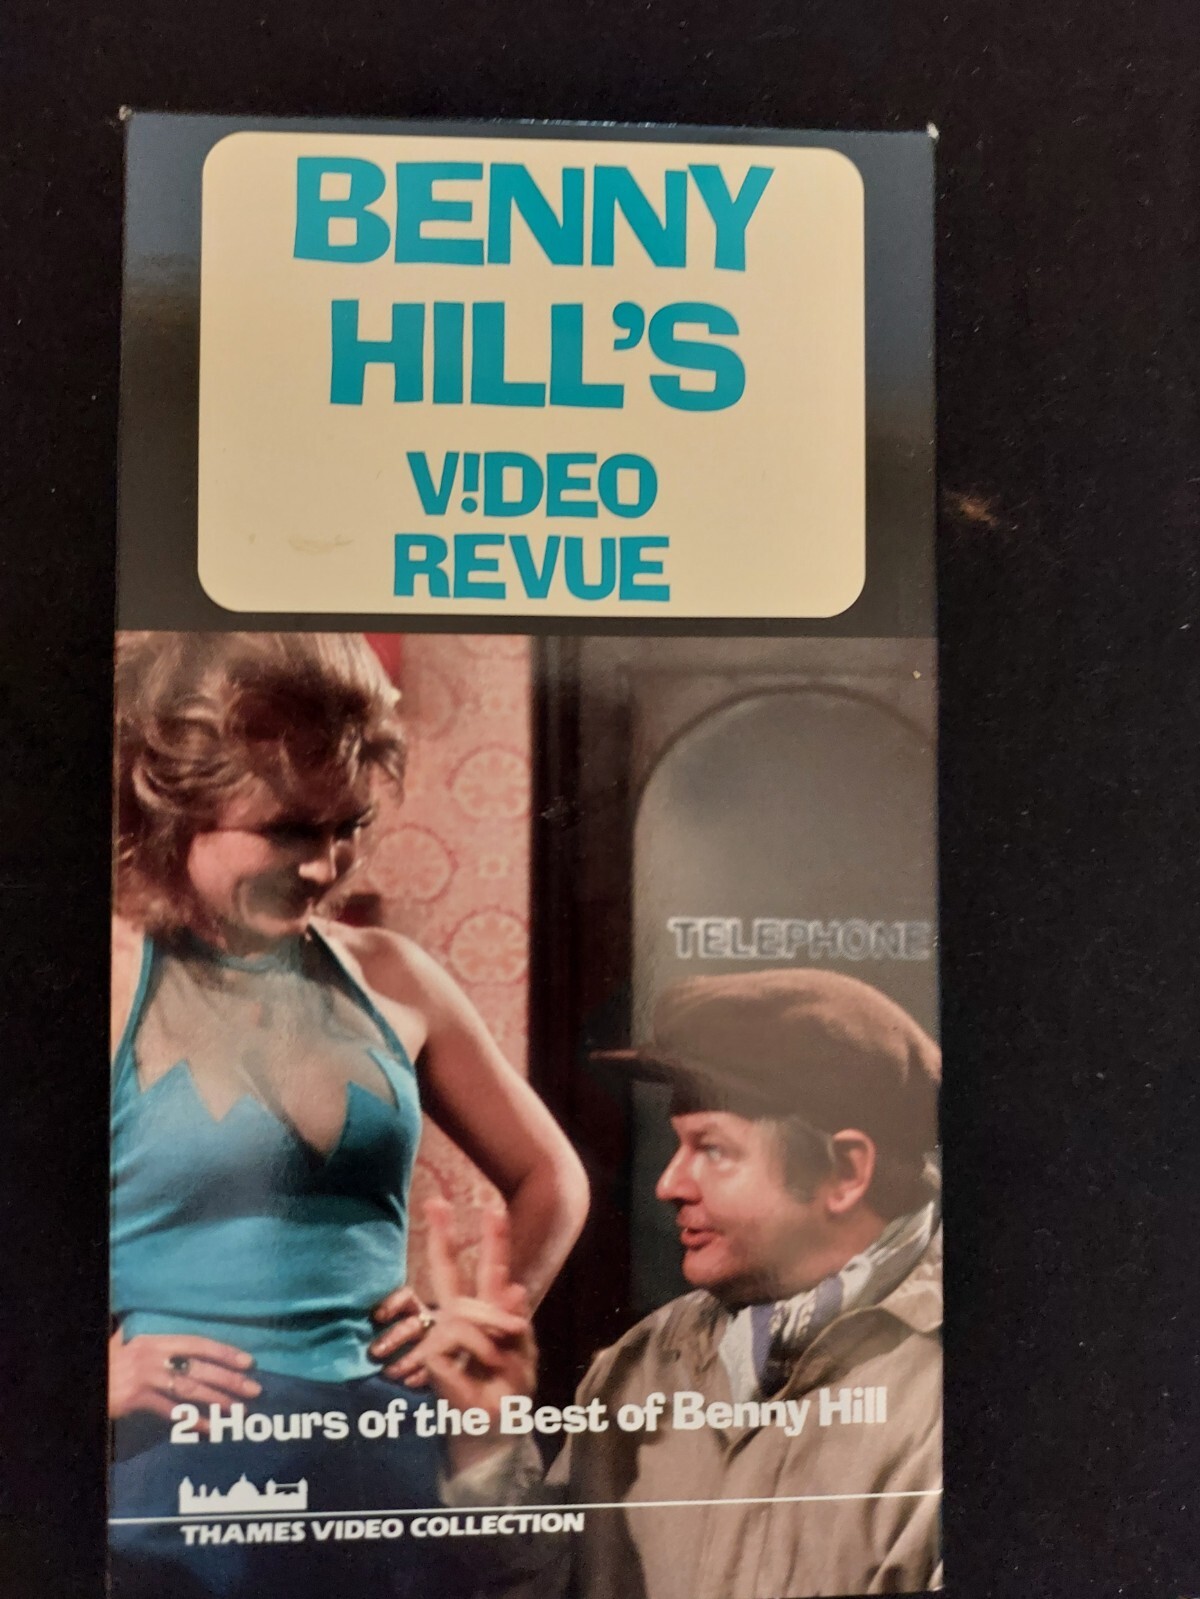 BENNY
HILL'S
V!DEO
REVUE
TELEPHONE
2 Hours of the Best of Benny Hill
THAMES VIDEO COLLECTION